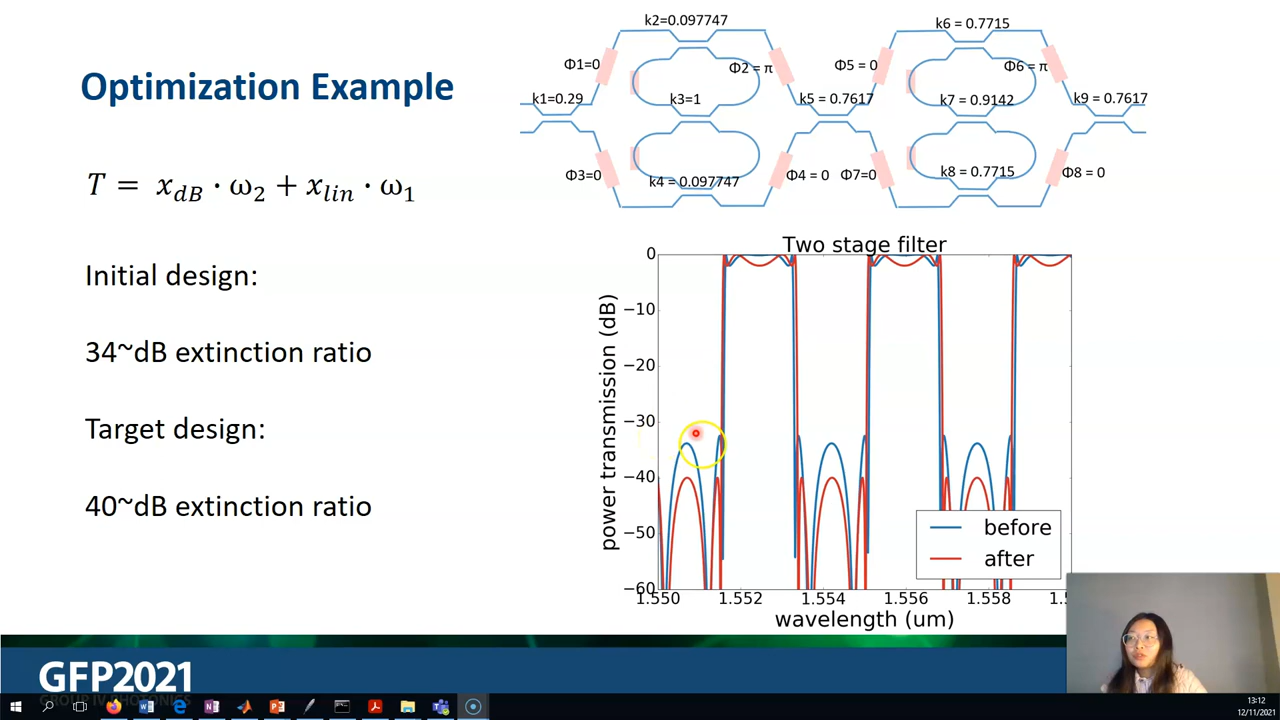 Optimization Example
T = x_dB · ω_2 + x_lin · ω_1
Initial design:
34~dB extinction ratio
Target design:
40~dB extinction ratio
k2=0.097747
k6 = 0.7715
Φ1=0
Φ2 = π
Φ5 = 0
Φ6 = π
k1=0.29
k3=1
k5 = 0.7617
k7 = 0.9142
k9 = 0.7617
Φ3=0
k4 = 0.097747
Φ4 = 0
Φ7=0
k8 = 0.7715
Φ8 = 0
Two stage filter
power transmission (dB)
0
−10
−20
−30
−40
−50
−60
before
after
1.550
1.552
1.554
1.556
1.558
wavelength (um)
GFP2021
GROUP IV PHOTONICS
13:12
12/11/2021